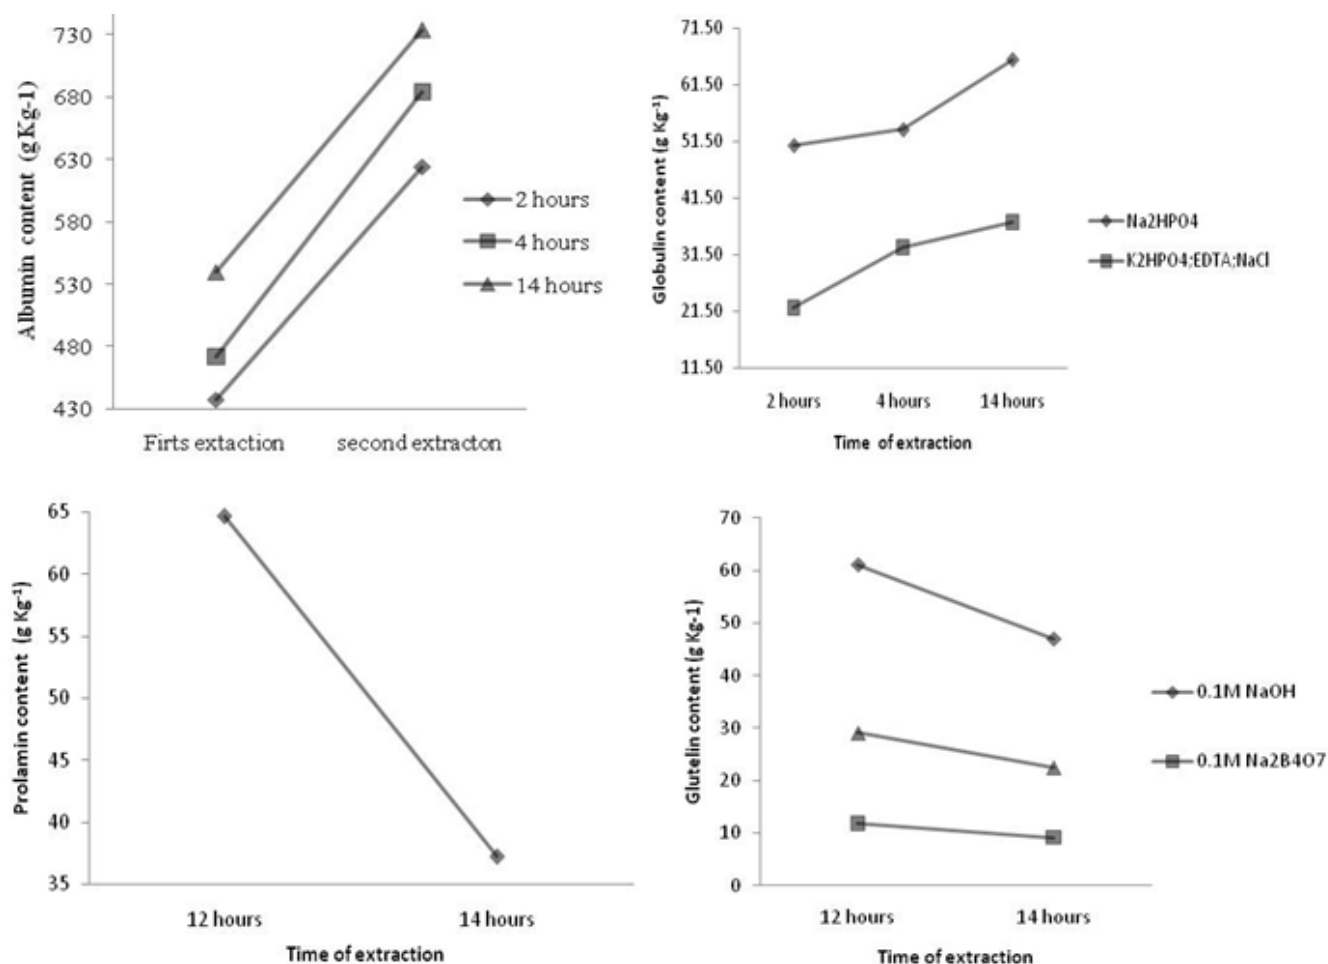 730
680
630
580
530
480
430
Albumin content (gKg-1)
Firts extaction
second extracton
2 hours
4 hours
14 hours
71.50
61.50
51.50
41.50
31.50
21.50
11.50
Globulin content (g Kg-1)
2 hours
4 hours
14 hours
Time of extraction
Na2HPO4
K2HPO4;EDTA;NaCl
65
60
55
50
45
40
35
Prolamin content (g Kg-1)
12 hours
14 hours
Time of extraction
70
60
50
40
30
20
10
0
Glutelin content (g Kg-1)
12 hours
14 hours
Time of extraction
0.1M NaOH
0.1M Na2B4O7